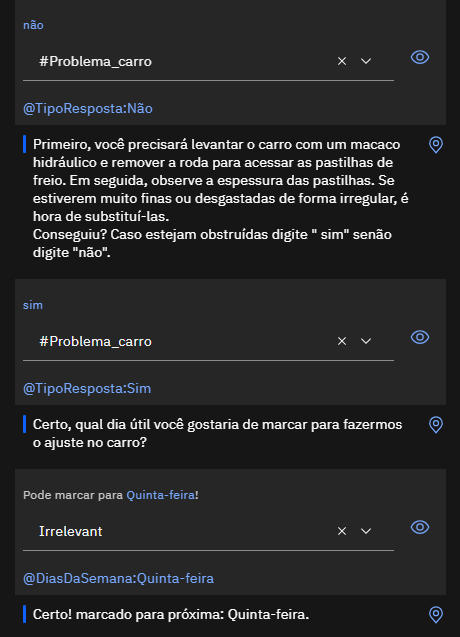 não
#Problema_carro
@TipoResposta:Não
Primeiro, você precisará levantar o carro com um macaco
hidráulico e remover a roda para acessar as pastilhas de
freio. Em seguida, observe a espessura das pastilhas. Se
estiverem muito finas ou desgastadas de forma irregular, é
hora de substituí-las.
Conseguiu? Caso estejam obstruídas digite " sim" senão
digite "não".
sim
#Problema_carro
@TipoResposta:Sim
Certo, qual dia útil você gostaria de marcar para fazermos
o ajuste no carro?
Pode marcar para Quinta-feira!
Irrelevant
@DiasDaSemana:Quinta-feira
Certo! marcado para próxima: Quinta-feira.